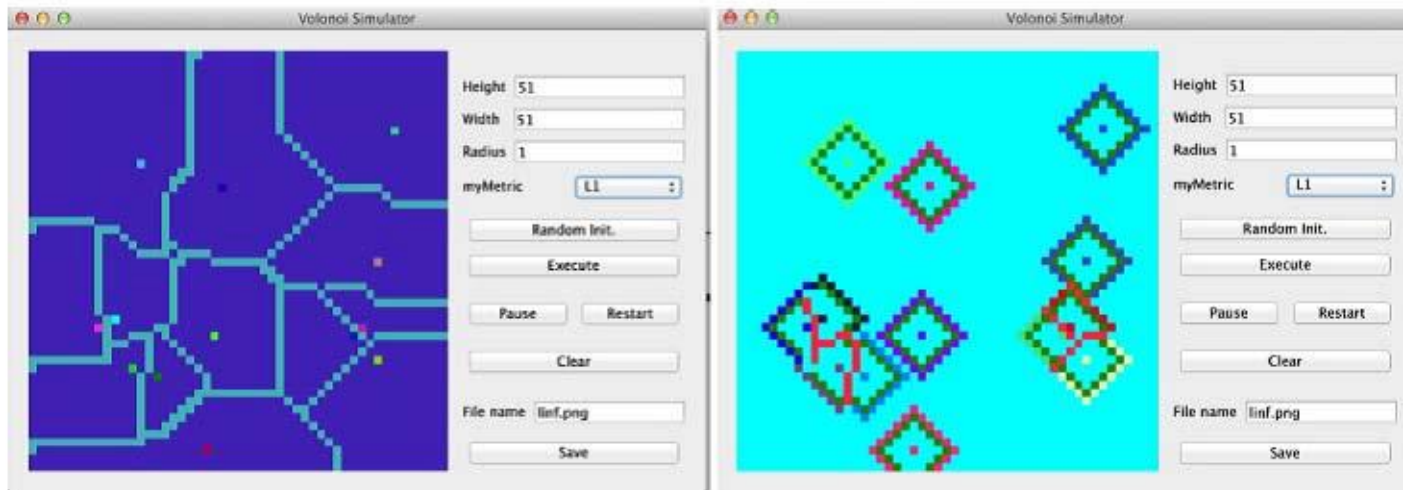 Volonoi Simulator
Height 51
Width 51
Radius 1
myMetric L1
Random Init.
Execute
Pause Restart
Clear
File name linf.png
Save
Volonoi Simulator
Height 51
Width 51
Radius 1
myMetric L1
Random Init.
Execute
Pause Restart
Clear
File name linf.png
Save